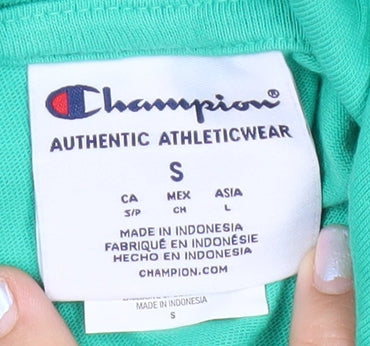 Champion®
AUTHENTIC ATHLETICWEAR
S
CA MEX ASIA
S/P CH L
MADE IN INDONESIA
FABRIQUÉ EN INDONÉSIE
HECHO EN INDONESIA
CHAMPION.COM
MADE IN INDONESIA
S